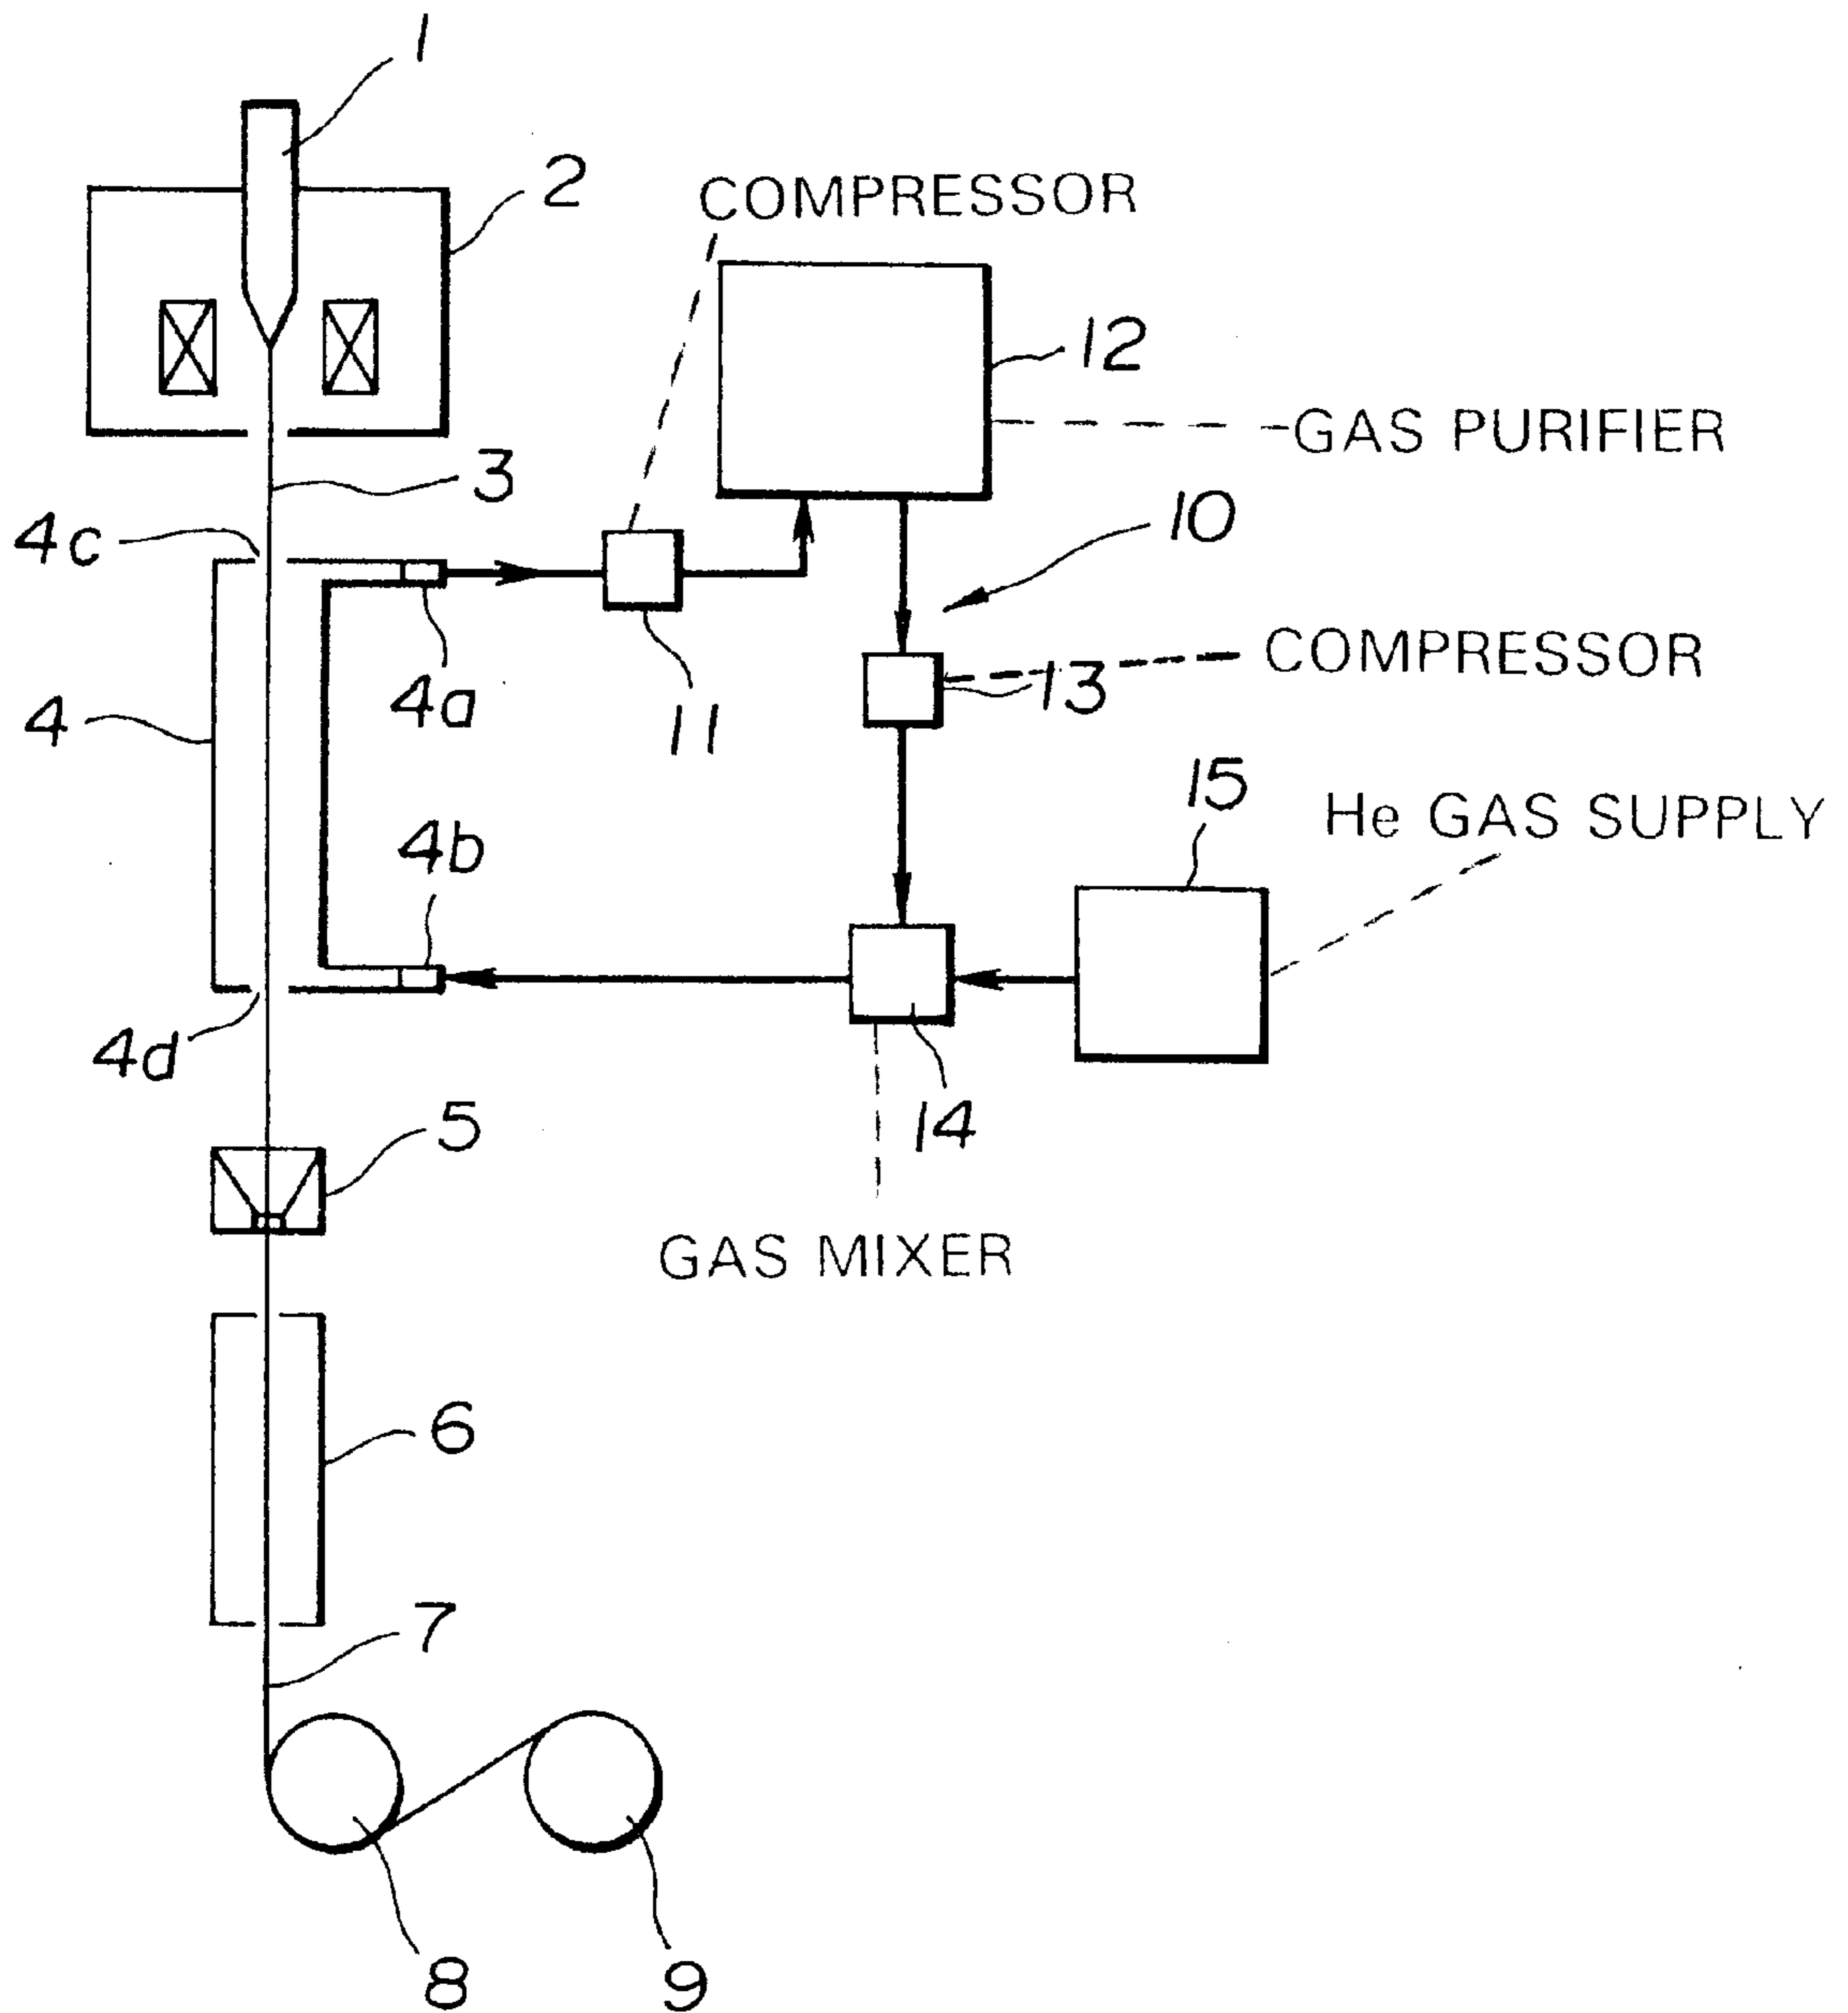 1
2
COMPRESSOR
12
GAS PURIFIER
3
10
4c
COMPRESSOR
13
4a
11
4
15
He GAS SUPPLY
4b
4d
14
5
GAS MIXER
6
7
8
9